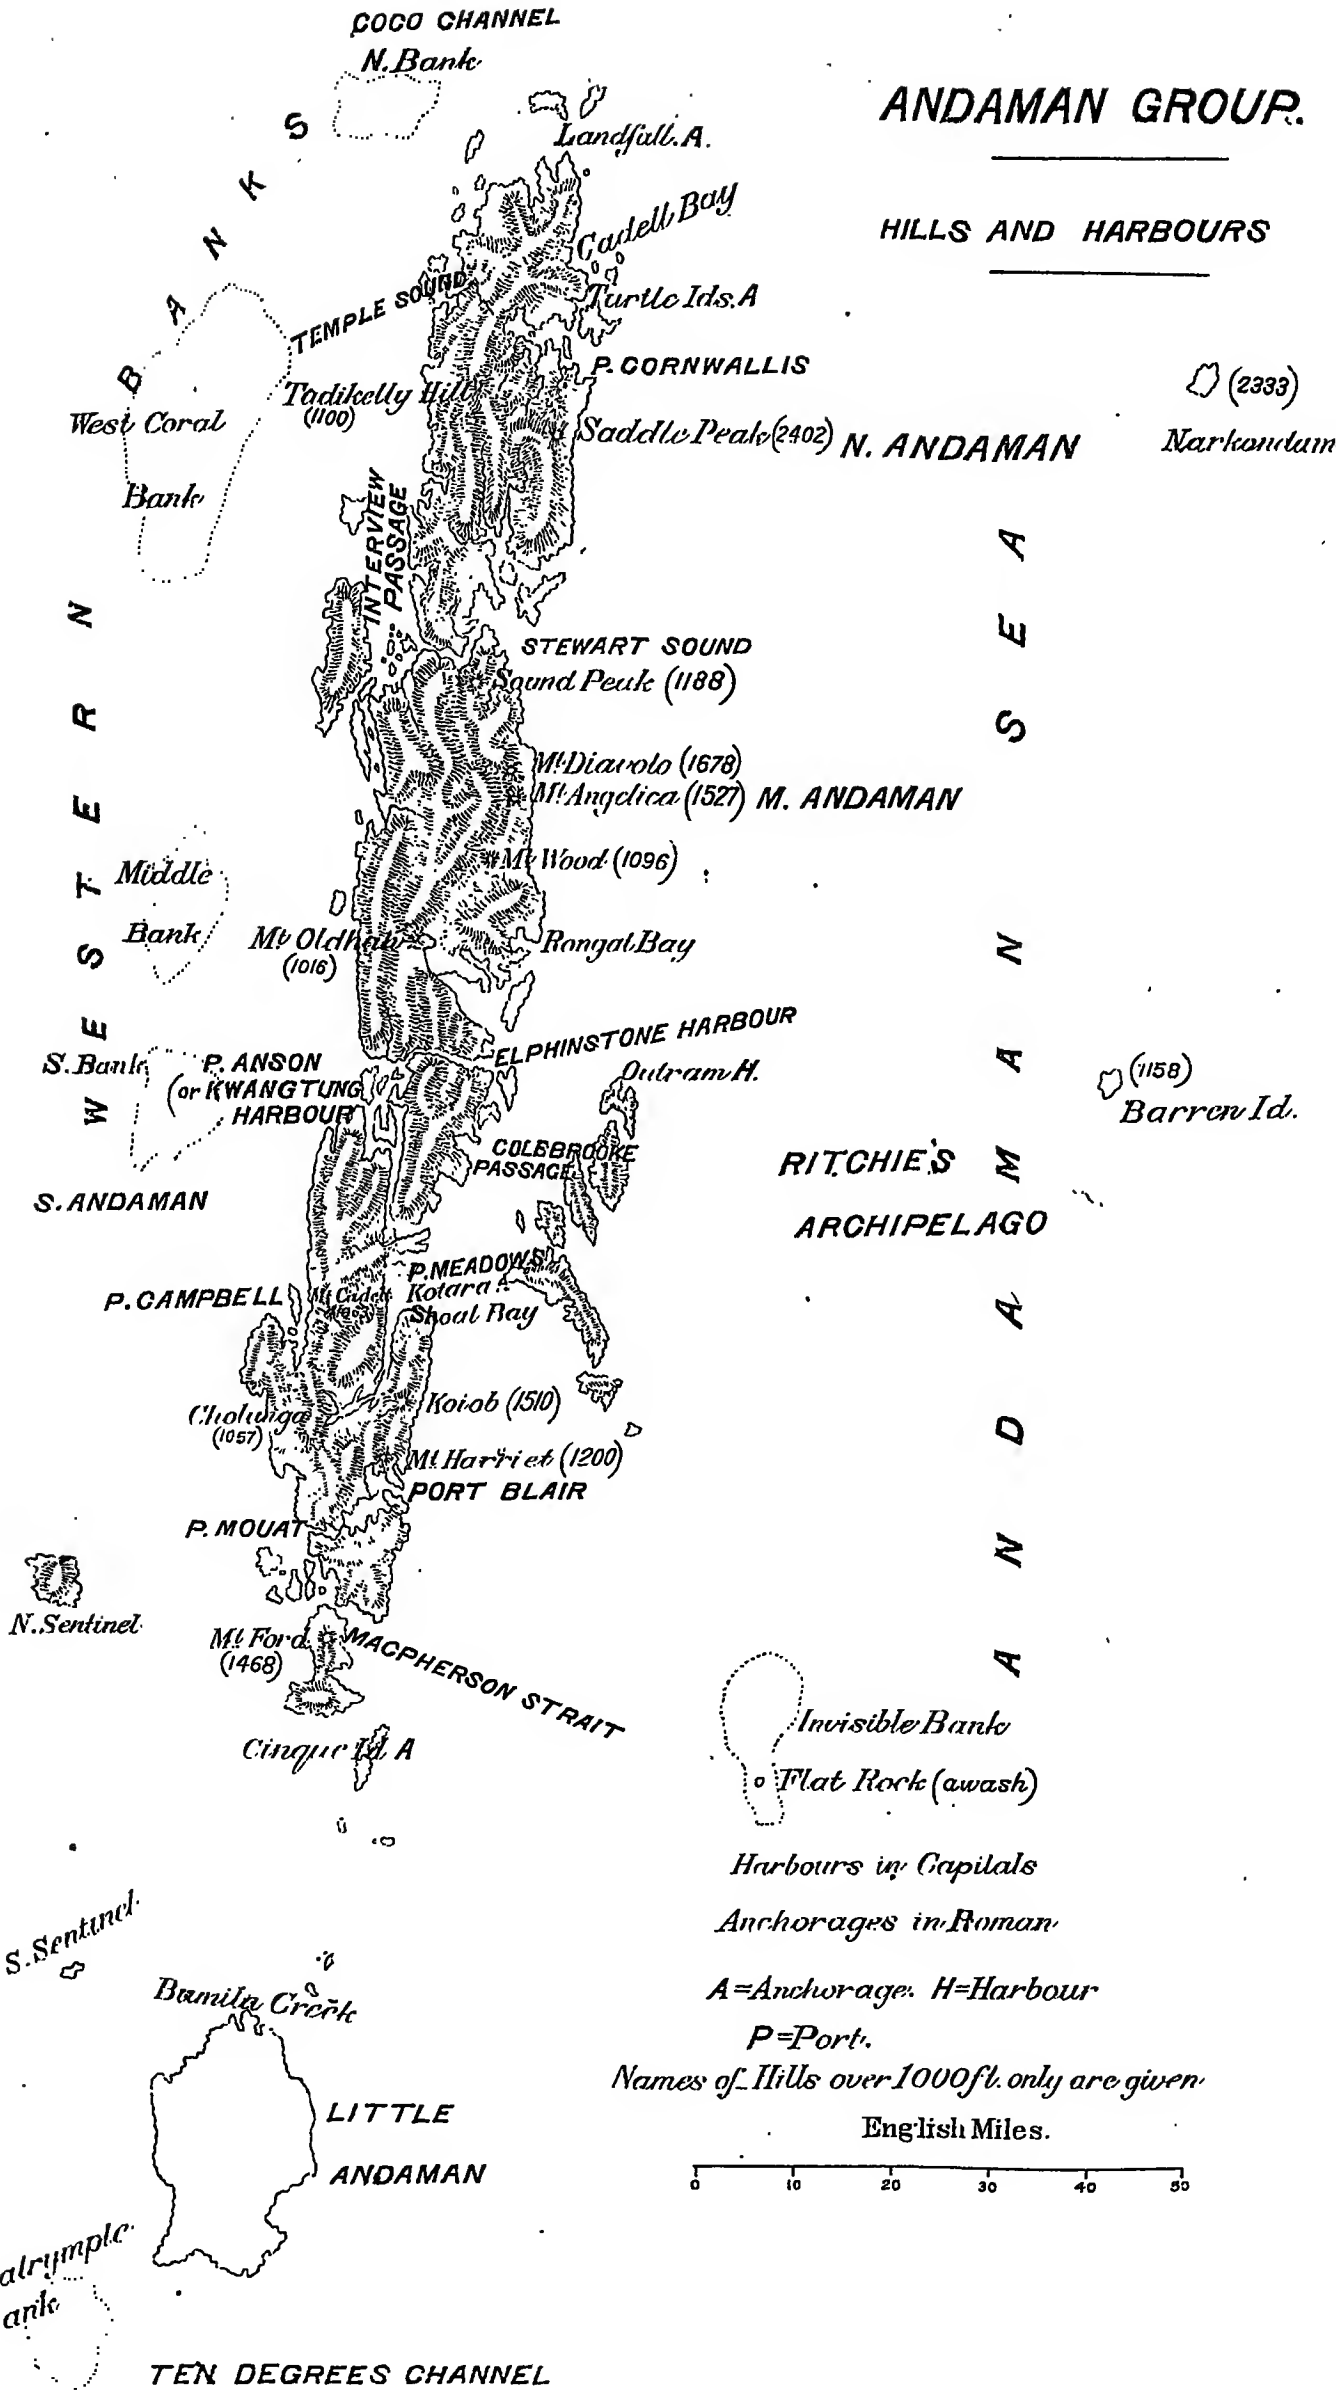 COCO CHANNEL
N. Bank
ANDAMAN GROUP.
HILLS AND HARBOURS
Landfall. A.
Cadell Bay
TEMPLE SOUND
Turtle Ids. A
P. CORNWALLIS
Tadikelly Hill
(1100)
Saddle Peak (2402)
N. ANDAMAN
(2333)
Narkondam
WESTERN BANKS
West Coral
Bank
INTERVIEW
PASSAGE
STEWART SOUND
Sound Peak (1188)
Mt. Diavolo (1678)
Mt. Angelica (1527)
M. ANDAMAN
Mt. Wood (1096)
Middle
Bank
Mt Oldham
(1016)
Rongat Bay
ANDAMAN SEA
ELPHINSTONE HARBOUR
S. Bank
P. ANSON
(or KWANGTUNG
HARBOUR
Outram H.
(1158)
Barren Id.
COLEBROOKE
PASSAGE
RITCHIE'S
ARCHIPELAGO
S. ANDAMAN
P. MEADOWS
Kotara
Shoal Bay
P. CAMPBELL
Mt Cadell
Cholunga
(1057)
Koiob (1510)
Mt. Harriet (1200)
PORT BLAIR
P. MOUAT
N. Sentinel
Mt. Ford
(1468)
MACPHERSON STRAIT
Cinque Id. A
Invisible Bank
Flat Rock (awash)
Harbours in Capitals
Anchorages in Roman
A=Anchorage. H=Harbour
P=Port.
Names of Hills over 1000ft. only are given
English Miles.
0 10 20 30 40 50
S. Sentinel
Bumila Creek
LITTLE
ANDAMAN
alrymple
ank
TEN DEGREES CHANNEL